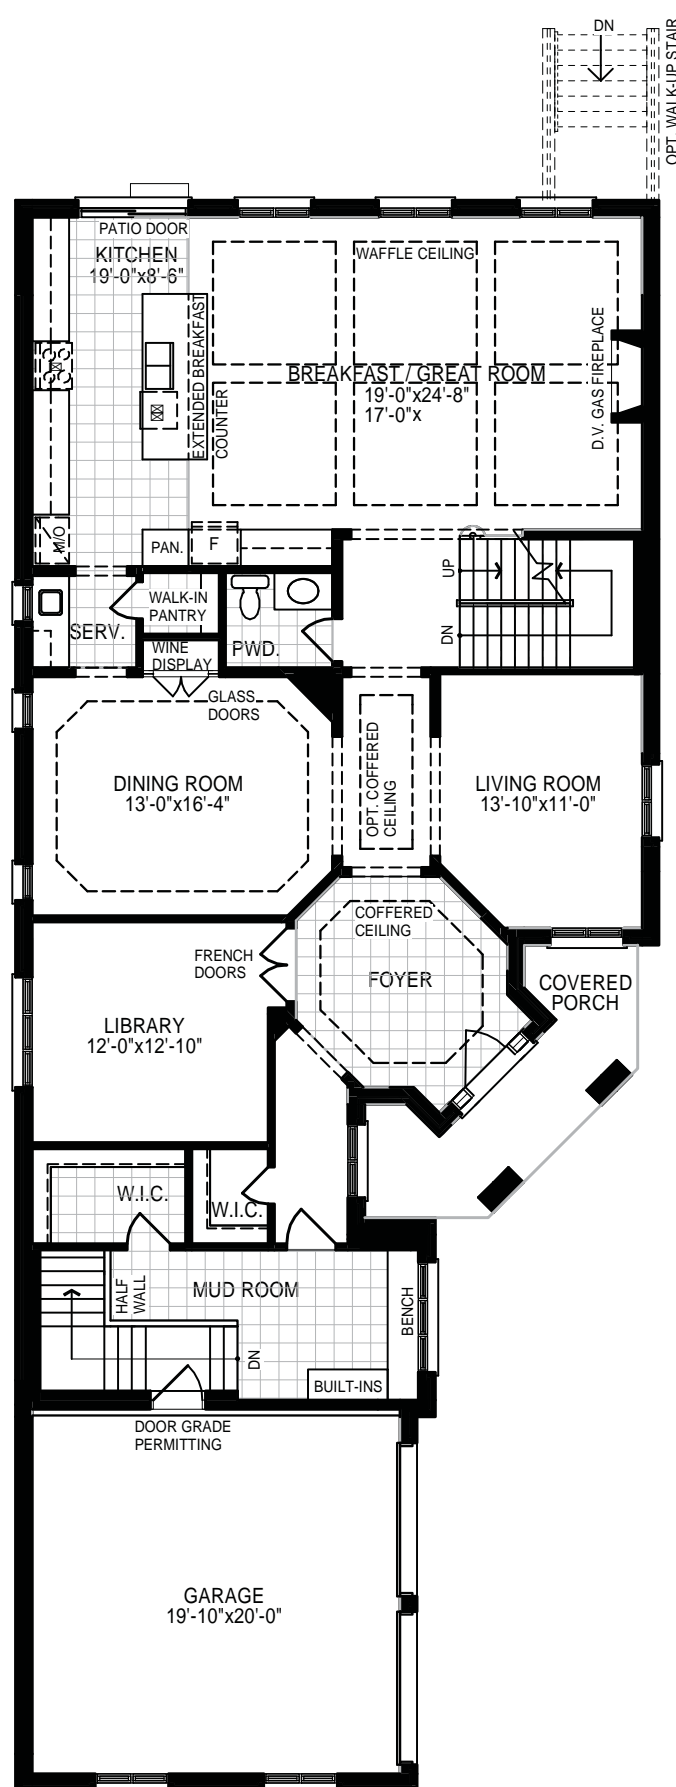 DN
OPT. WALK-UP STAIR
PATIO DOOR
KITCHEN
19'-0"x8'-6"
WAFFLE CEILING
EXTENDED BREAKFAST
COUNTER
BREAKFAST / GREAT ROOM
19'-0"x24'-8"
17'-0"x
D.V. GAS FIREPLACE
M/O
PAN.
F
UP
DN
WALK-IN
PANTRY
SERV.
PWD.
WINE
DISPLAY
GLASS
DOORS
DINING ROOM
13'-0"x16'-4"
OPT. COFFERED
CEILING
LIVING ROOM
13'-10"x11'-0"
COFFERED
CEILING
FRENCH
DOORS
FOYER
COVERED
PORCH
LIBRARY
12'-0"x12'-10"
W.I.C.
W.I.C.
HALF
WALL
MUD ROOM
BENCH
DN
BUILT-INS
DOOR GRADE
PERMITTING
GARAGE
19'-10"x20'-0"